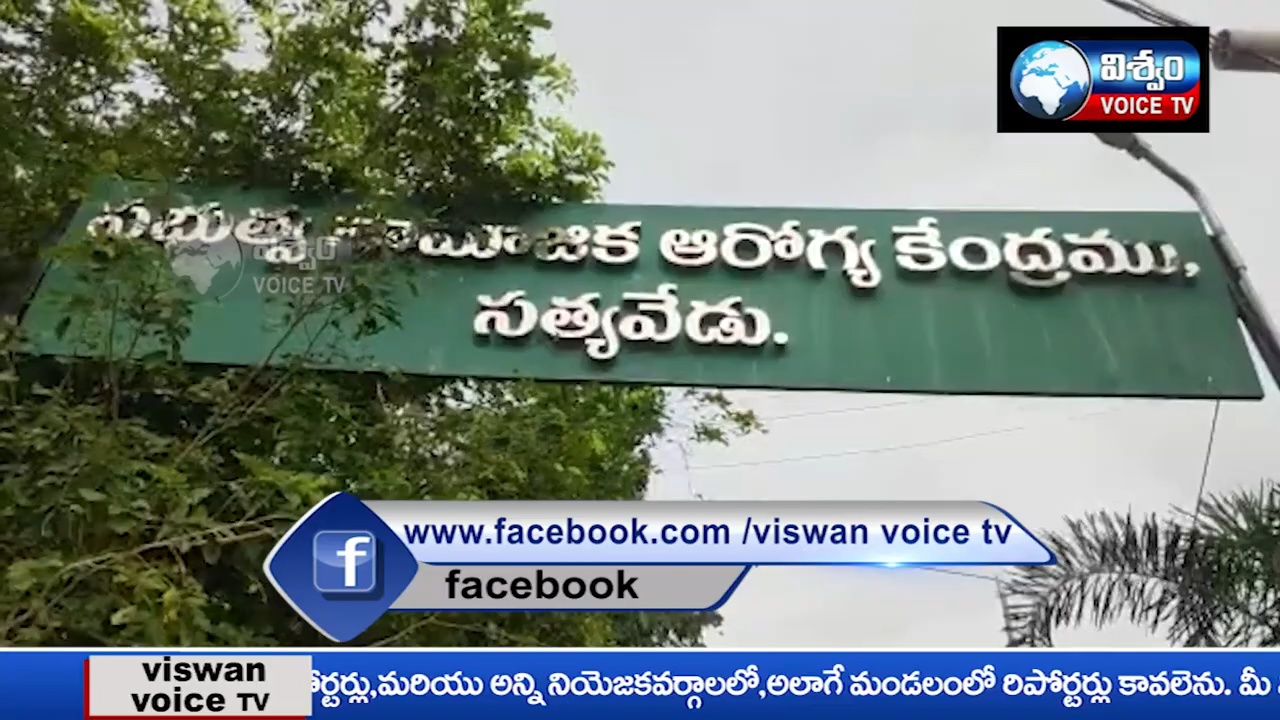 విశ్వం
VOICE TV
ప్రభుత్వ సామాజిక ఆరోగ్య కేంద్రము,
సత్యవేడు.
విశ్వం
VOICE TV
www.facebook.com /viswan voice tv
facebook
viswan
voice TV
ర్టర్లు,మరియు అన్ని నియెజకవర్గాలలో,అలాగే మండలంలో రిపోర్టర్లు కావలెను. మీ